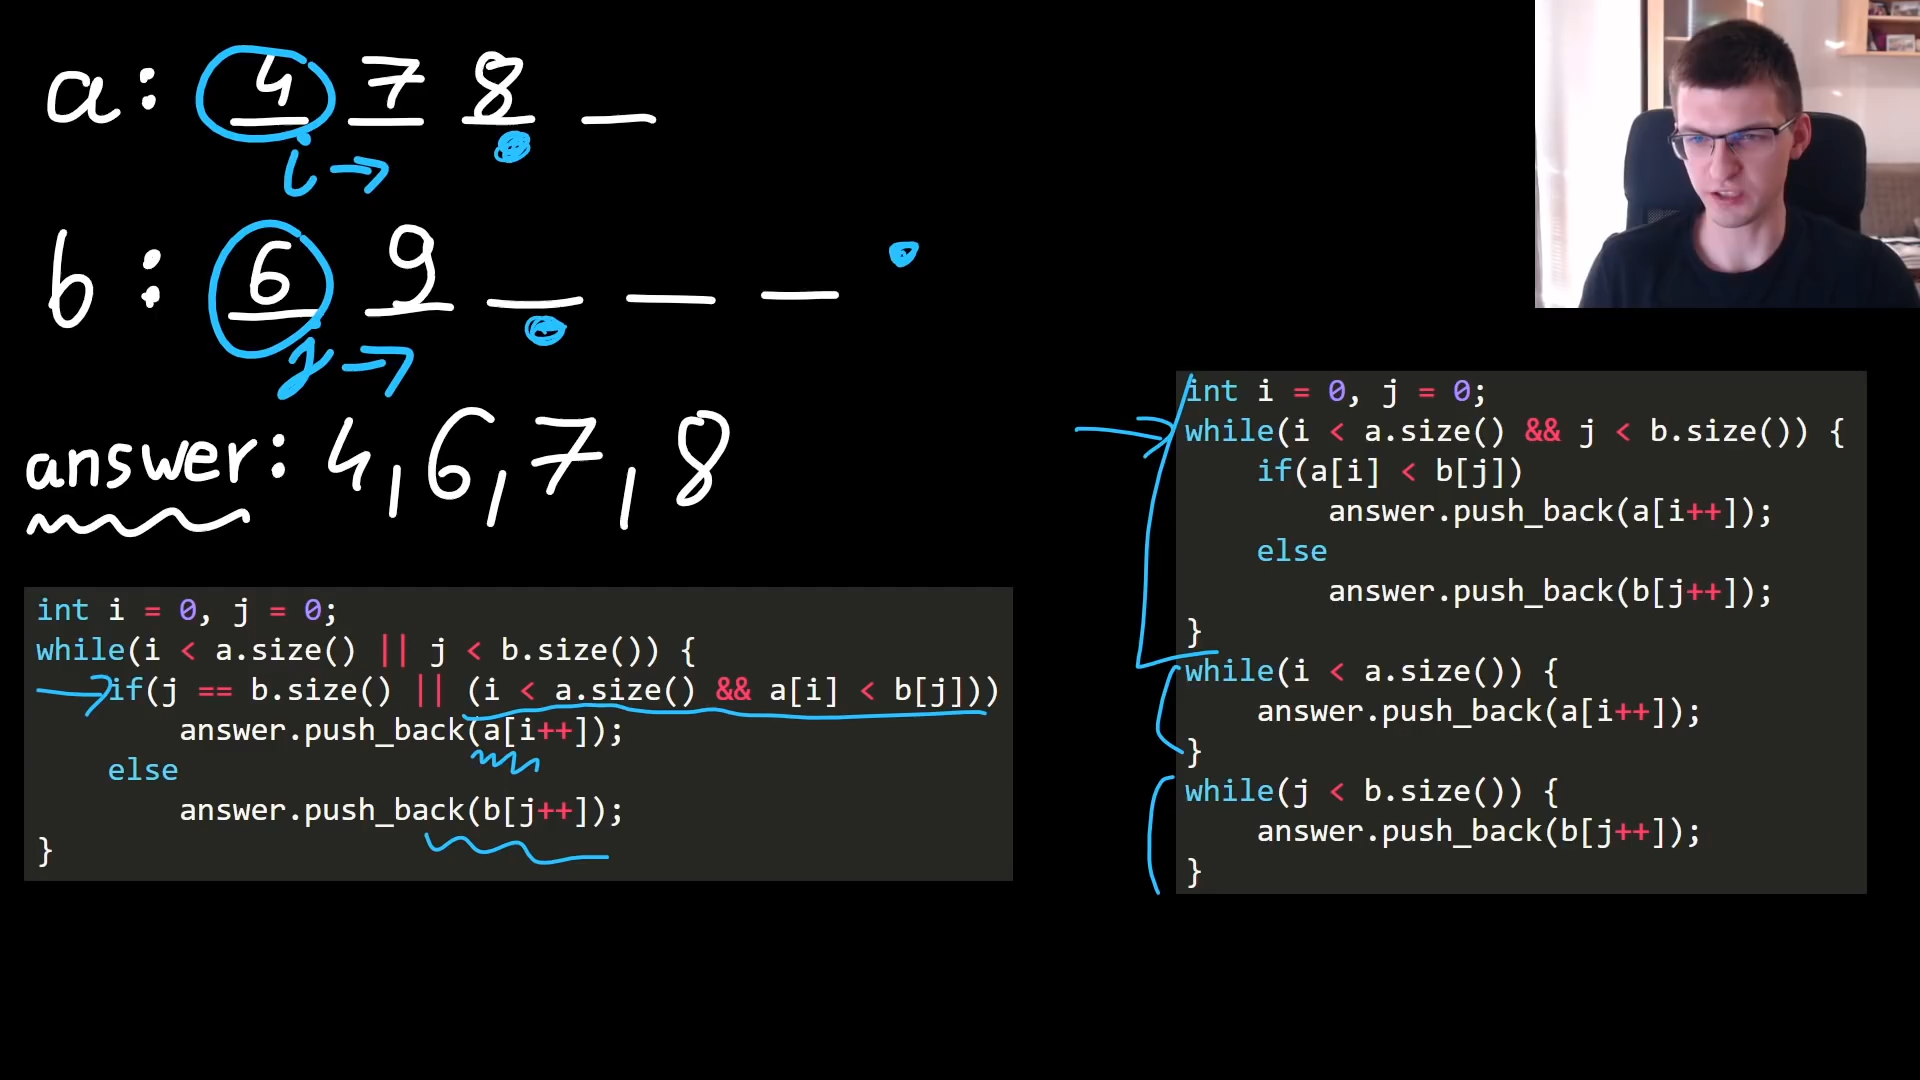 a: 4 7 8 _
i →
b: 6 9 _ _ _
j →
answer: 4, 6, 7, 8
int i = 0, j = 0;
while(i < a.size() || j < b.size()) {
if(j == b.size() || (i < a.size() && a[i] < b[j]))
answer.push_back(a[i++]);
else
answer.push_back(b[j++]);
}
int i = 0, j = 0;
while(i < a.size() && j < b.size()) {
if(a[i] < b[j])
answer.push_back(a[i++]);
else
answer.push_back(b[j++]);
}
while(i < a.size()) {
answer.push_back(a[i++]);
}
while(j < b.size()) {
answer.push_back(b[j++]);
}